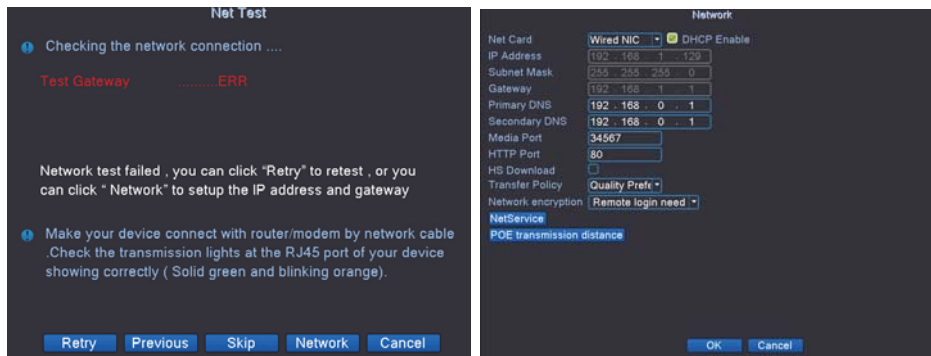 Net Test
Checking the network connection ....
Test Gateway ..........ERR
Network test failed , you can click “Retry” to retest , or you
can click “ Network” to setup the IP address and gateway
Make your device connect with router/modem by network cable
.Check the transmission lights at the RJ45 port of your device
showing correctly ( Solid green and blinking orange).
Retry Previous Skip Network Cancel
Network
Net Card Wired NIC DHCP Enable
IP Address 192 . 168 . 1 . 129
Subnet Mask 255 . 255 . 255 . 0
Gateway 192 . 168 . 1 . 1
Primary DNS 192 . 168 . 0 . 1
Secondary DNS 192 . 168 . 0 . 1
Media Port 34567
HTTP Port 80
HS Download
Transfer Policy Quality Prefe
Network encryption Remote login need
NetService
POE transmission distance
OK Cancel